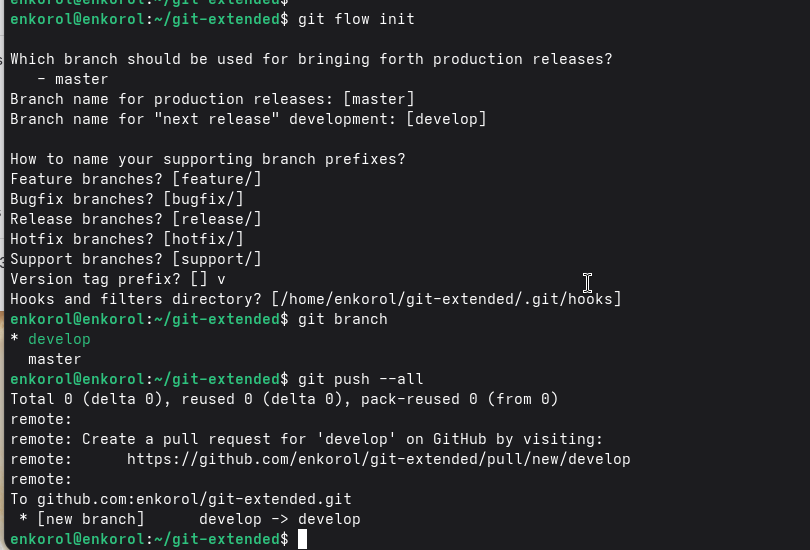 enkorol@enkorol:~/git-extended$
enkorol@enkorol:~/git-extended$ git flow init
Which branch should be used for bringing forth production releases?
   - master
Branch name for production releases: [master]
Branch name for "next release" development: [develop]
How to name your supporting branch prefixes?
Feature branches? [feature/]
Bugfix branches? [bugfix/]
Release branches? [release/]
Hotfix branches? [hotfix/]
Support branches? [support/]
Version tag prefix? [] v
Hooks and filters directory? [/home/enkorol/git-extended/.git/hooks]
enkorol@enkorol:~/git-extended$ git branch
* develop
  master
enkorol@enkorol:~/git-extended$ git push --all
Total 0 (delta 0), reused 0 (delta 0), pack-reused 0 (from 0)
remote:
remote: Create a pull request for 'develop' on GitHub by visiting:
remote:      https://github.com/enkorol/git-extended/pull/new/develop
remote:
To github.com:enkorol/git-extended.git
 * [new branch]      develop -> develop
enkorol@enkorol:~/git-extended$